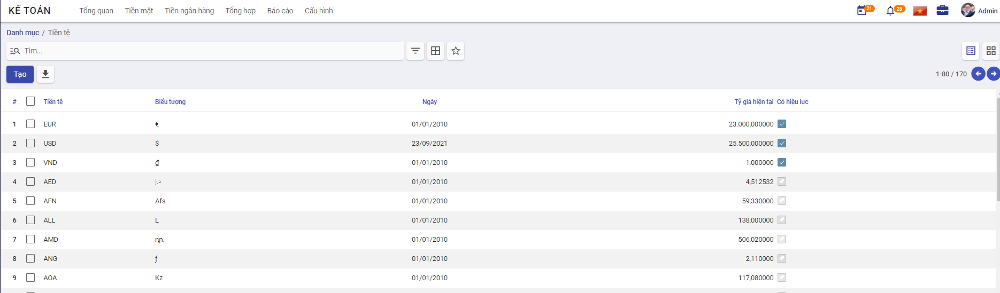 KẾ TOÁN Tổng quan Tiền mặt Tiền ngân hàng Tổng hợp Báo cáo Cấu hình 21 28 Admin
Danh mục / Tiền tệ
Tìm...
Tạo 1-80 / 170
# Tiền tệ Biểu tượng Ngày Tỷ giá hiện tại Có hiệu lực
1 EUR € 01/01/2010 23.000,000000
2 USD $ 23/09/2021 25.500,000000
3 VND ₫ 01/01/2010 1,000000
4 AED د.إ 01/01/2010 4,512532
5 AFN Afs 01/01/2010 59,330000
6 ALL L 01/01/2010 138,000000
7 AMD դր. 01/01/2010 506,020000
8 ANG ƒ 01/01/2010 2,110000
9 AOA Kz 01/01/2010 117,080000